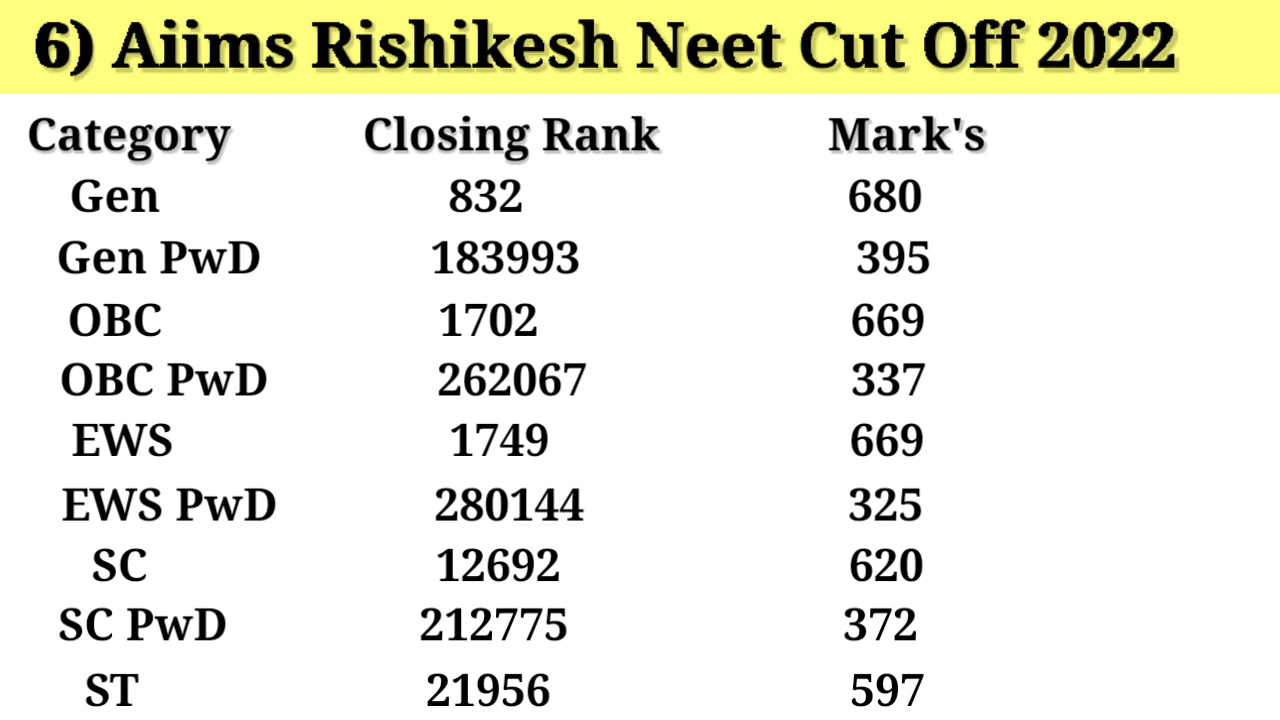 6) Aiims Rishikesh Neet Cut Off 2022
Category Closing Rank Mark's
Gen 832 680
Gen PwD 183993 395
OBC 1702 669
OBC PwD 262067 337
EWS 1749 669
EWS PwD 280144 325
SC 12692 620
SC PwD 212775 372
ST 21956 597